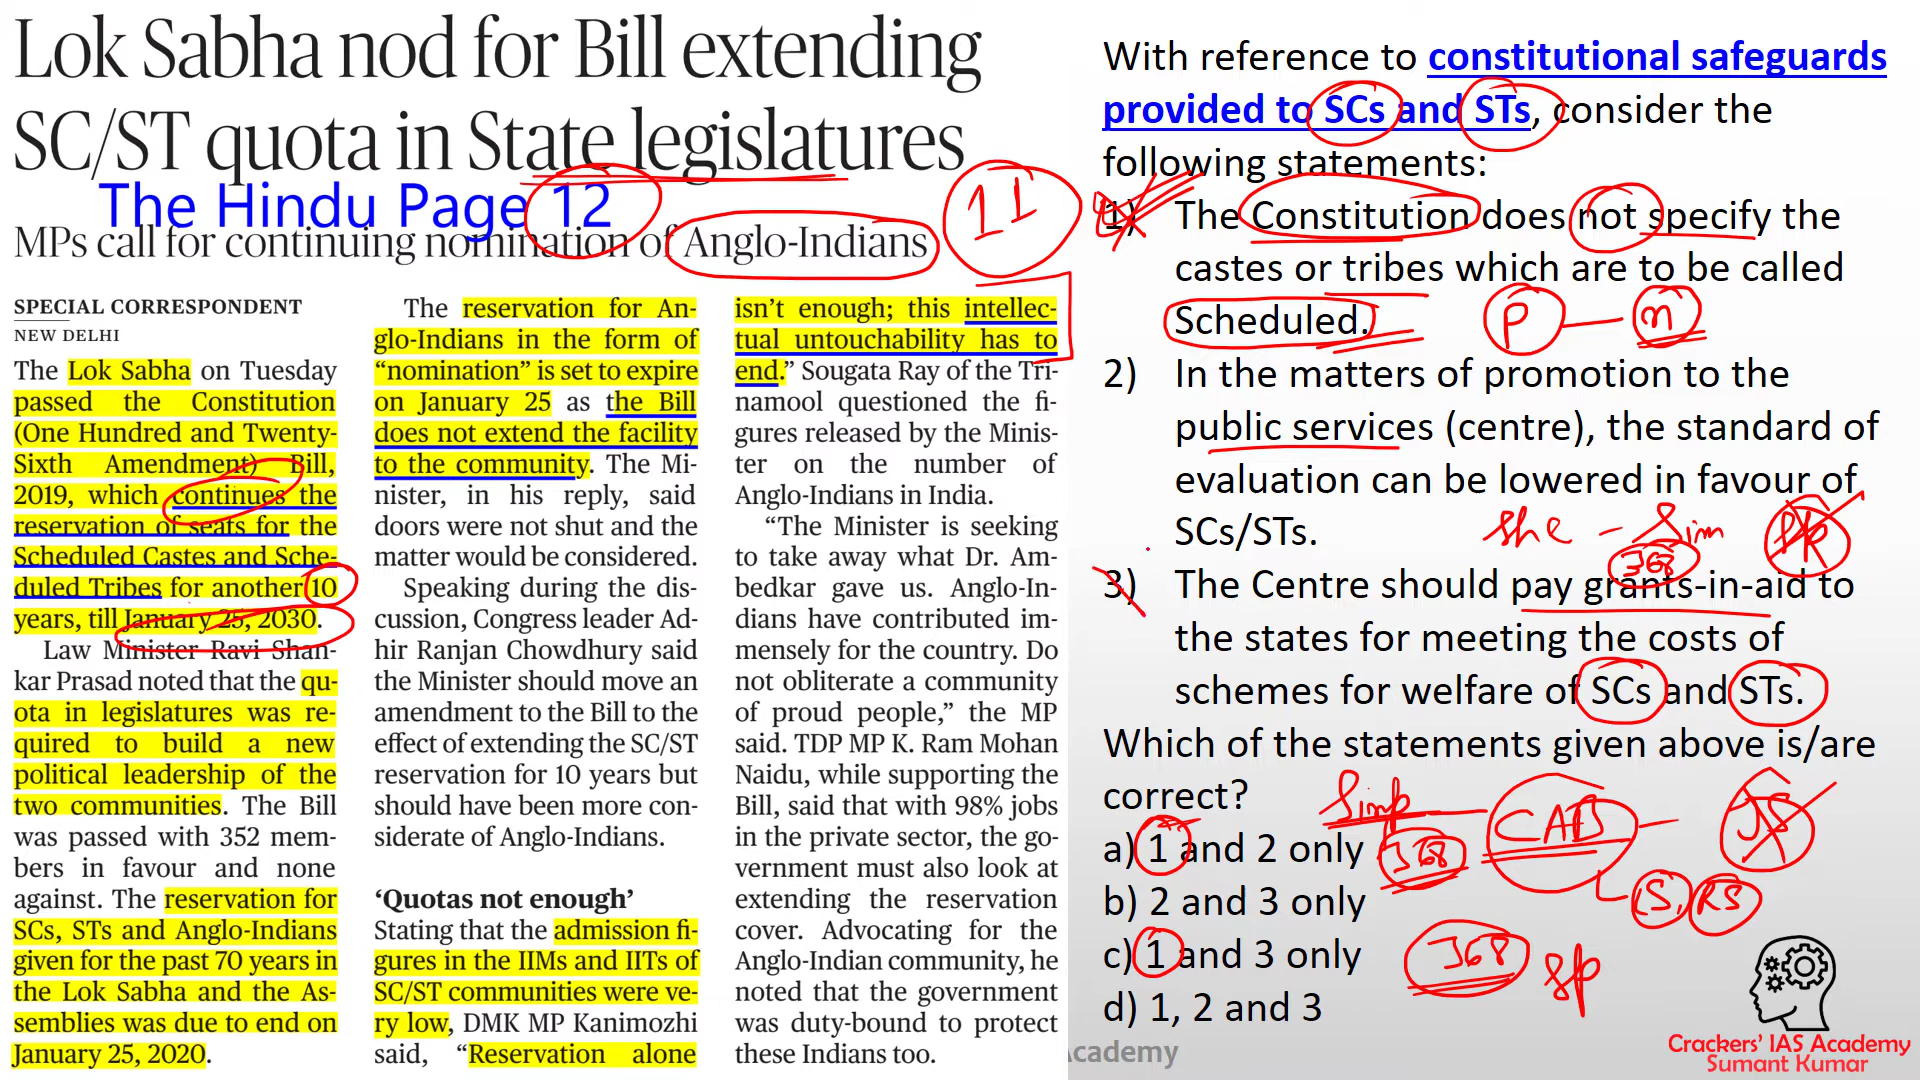 Lok Sabha nod for Bill extending
SC/ST quota in State legislatures
The Hindu Page 12
MPs call for continuing nomination of Anglo-Indians
11
SPECIAL CORRESPONDENT
NEW DELHI
The Lok Sabha on Tuesday
passed the Constitution
(One Hundred and Twenty-
Sixth Amendment) Bill,
2019, which continues the
reservation of seats for the
Scheduled Castes and Sche-
duled Tribes for another 10
years, till January 25, 2030.
Law Minister Ravi Shan-
kar Prasad noted that the qu-
ota in legislatures was re-
quired to build a new
political leadership of the
two communities. The Bill
was passed with 352 mem-
bers in favour and none
against. The reservation for
SCs, STs and Anglo-Indians
given for the past 70 years in
the Lok Sabha and the As-
semblies was due to end on
January 25, 2020.
The reservation for An-
glo-Indians in the form of
“nomination” is set to expire
on January 25 as the Bill
does not extend the facility
to the community. The Mi-
nister, in his reply, said
doors were not shut and the
matter would be considered.
Speaking during the dis-
cussion, Congress leader Ad-
hir Ranjan Chowdhury said
the Minister should move an
amendment to the Bill to the
effect of extending the SC/ST
reservation for 10 years but
should have been more con-
siderate of Anglo-Indians.
‘Quotas not enough’
Stating that the admission fi-
gures in the IIMs and IITs of
SC/ST communities were ve-
ry low, DMK MP Kanimozhi
said, “Reservation alone
isn’t enough; this intellec-
tual untouchability has to
end.” Sougata Ray of the Tri-
namool questioned the fi-
gures released by the Minis-
ter on the number of
Anglo-Indians in India.
“The Minister is seeking
to take away what Dr. Am-
bedkar gave us. Anglo-In-
dians have contributed im-
mensely for the country. Do
not obliterate a community
of proud people,” the MP
said. TDP MP K. Ram Mohan
Naidu, while supporting the
Bill, said that with 98% jobs
in the private sector, the go-
vernment must also look at
extending the reservation
cover. Advocating for the
Anglo-Indian community, he
noted that the government
was duty-bound to protect
these Indians too.
With reference to constitutional safeguards
provided to SCs and STs, consider the
following statements:
1) The Constitution does not specify the
castes or tribes which are to be called
Scheduled. P n
2) In the matters of promotion to the
public services (centre), the standard of
evaluation can be lowered in favour of
SCs/STs. She - Sim
368
3) The Centre should pay grants-in-aid to
the states for meeting the costs of
schemes for welfare of SCs and STs.
Which of the statements given above is/are
correct? Simp CAB JS
a) 1 and 2 only 368
b) 2 and 3 only LS, RS
c) 1 and 3 only 368 Sp
d) 1, 2 and 3
Academy
Crackers’ IAS Academy
Sumant Kumar